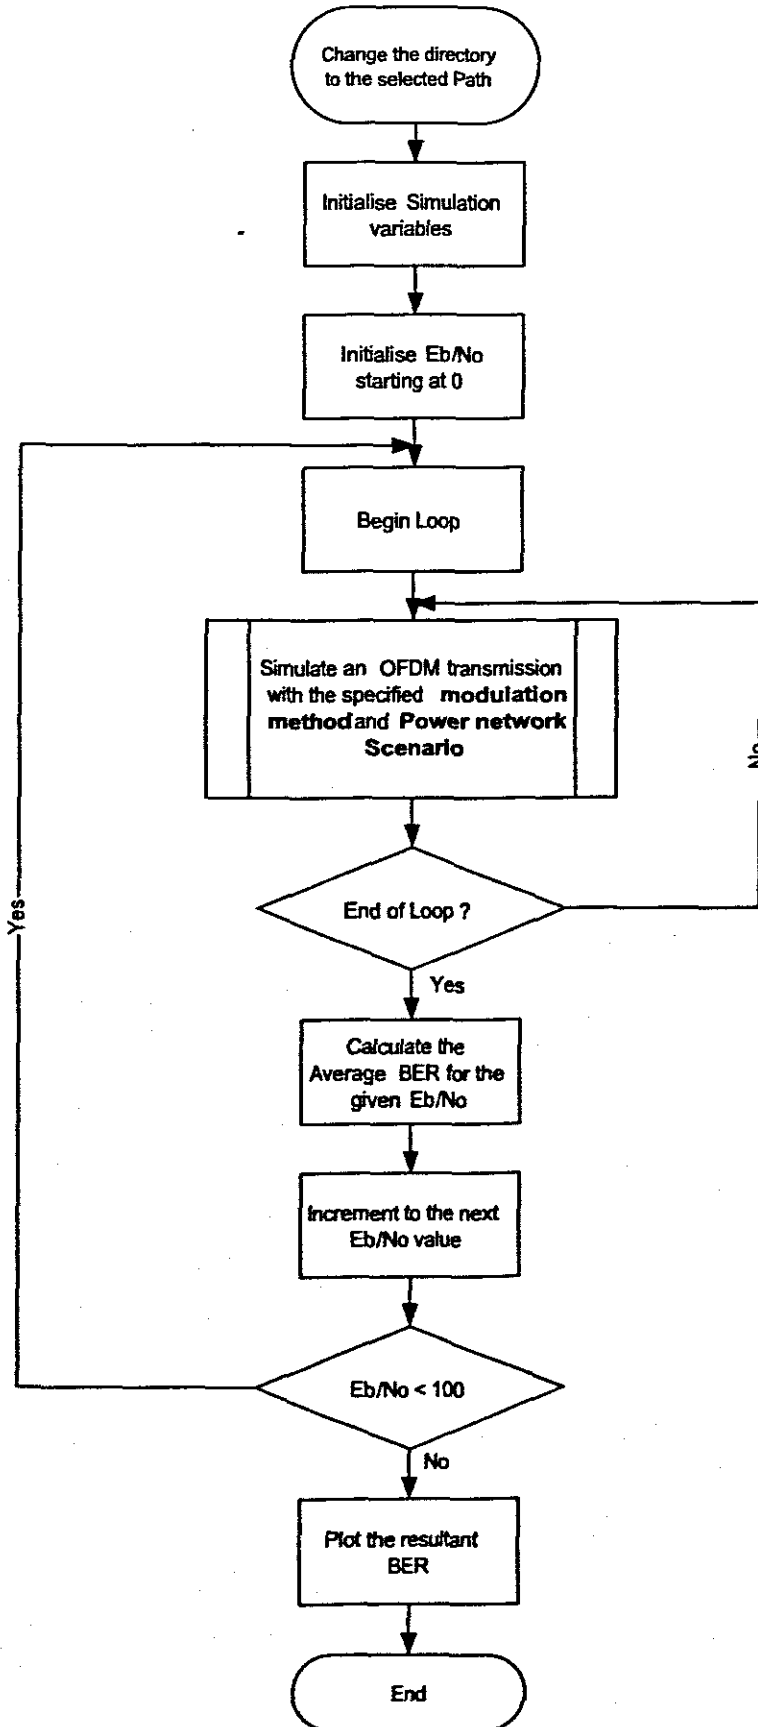 Change the directory
to the selected Path
Initialise Simulation
variables
Initialise Eb/No
starting at 0
Begin Loop
Simulate an OFDM transmission
with the specified modulation
method and Power network
Scenario
No
End of Loop ?
Yes
Yes
Calculate the
Average BER for the
given Eb/No
Increment to the next
Eb/No value
Eb/No < 100
No
Plot the resultant
BER
End